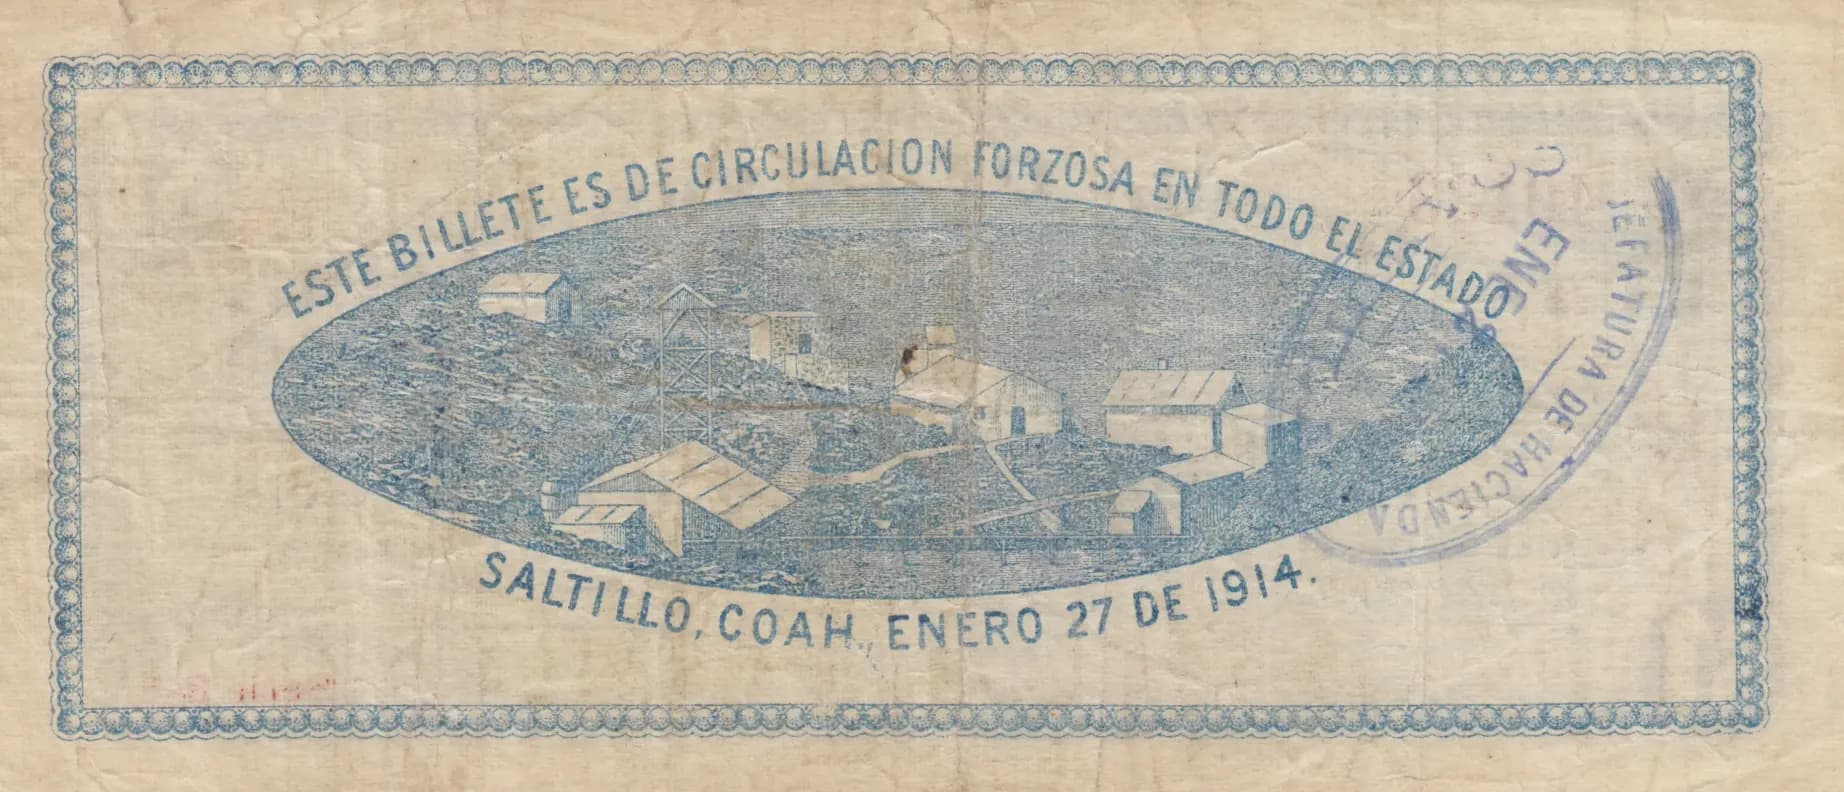 ESTE BILLETE ES DE CIRCULACION FORZOSA EN TODO EL ESTADO
SALTILLO, COAH., ENERO 27 DE 1914.
JEFATURA DE HACIENDA
ENE